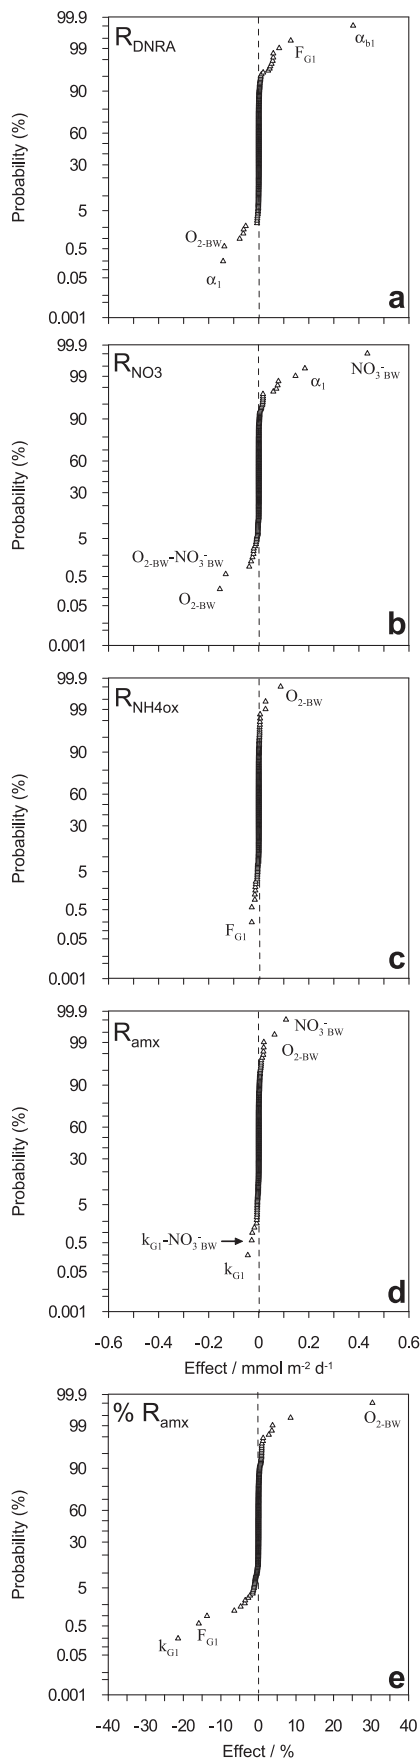 99.9
R_DNRA
α_b1
99
F_G1
90
Probability (%)
60
30
5
O_2-BW
0.5
α_1
0.05
0.001
a
99.9
R_NO3
NO_3^-_BW
99
α_1
90
Probability (%)
60
30
5
O_2-BW-NO_3^-_BW
0.5
O_2-BW
0.05
0.001
b
99.9
R_NH4ox
O_2-BW
99
90
Probability (%)
60
30
5
0.5
F_G1
0.05
0.001
c
99.9
R_amx
NO_3^-_BW
99
O_2-BW
90
Probability (%)
60
30
5
k_G1-NO_3^-_BW
0.5
k_G1
0.05
0.001
d
-0.6 -0.4 -0.2 0 0.2 0.4 0.6
Effect / mmol m⁻² d⁻¹
99.9
% R_amx
O_2-BW
99
90
Probability (%)
60
30
5
0.5
k_G1
F_G1
0.05
0.001
e
-40 -30 -20 -10 0 10 20 30 40
Effect / %